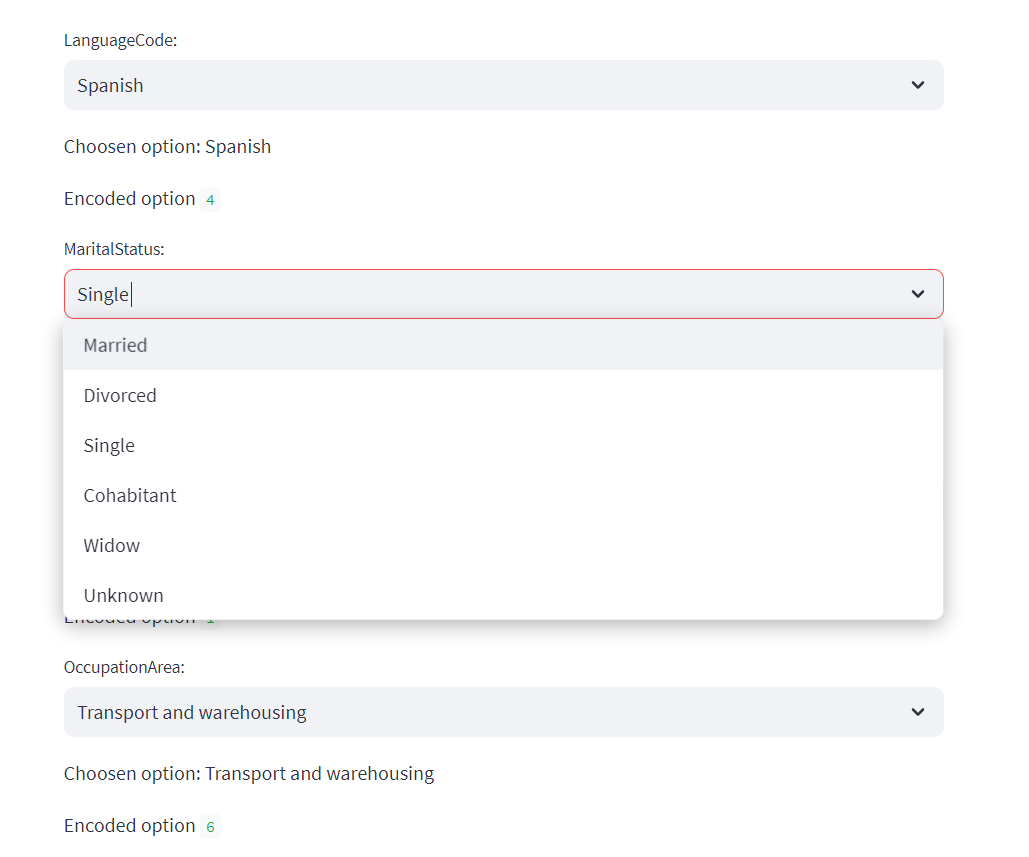 LanguageCode:
Spanish
Choosen option: Spanish
Encoded option 4
MaritalStatus:
Single
Married
Divorced
Single
Cohabitant
Widow
Unknown
Encoded option 1
OccupationArea:
Transport and warehousing
Choosen option: Transport and warehousing
Encoded option 6